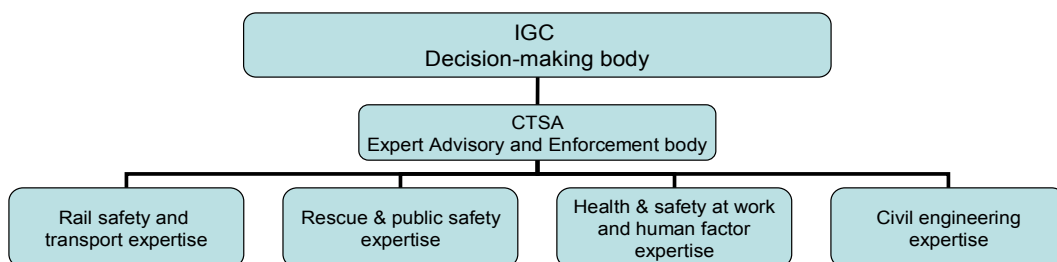 IGC
Decision-making body
CTSA
Expert Advisory and Enforcement body
Rail safety and
transport expertise
Rescue & public safety
expertise
Health & safety at work
and human factor
expertise
Civil engineering
expertise